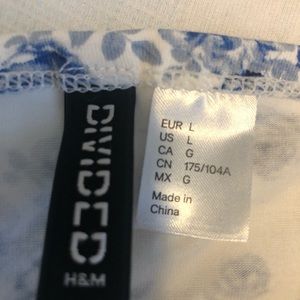 DIVIDED
H&M
EUR L
US L
CA G
CN 175/104A
MX G
Made in
China